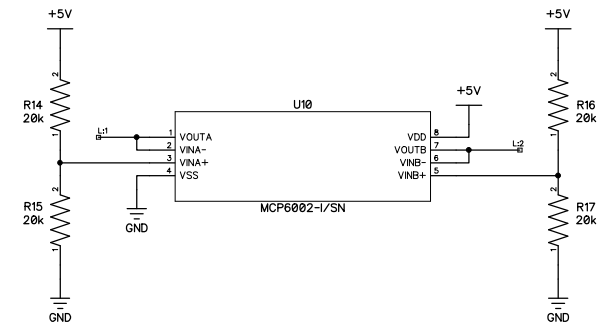 +5V
+5V
2
R14
20k
1
2
R16
20k
1
U10
+5V
L:1
1 VOUTA
2 VINA-
3 VINA+
4 VSS
VDD 8
VOUTB 7
VINB- 6
VINB+ 5
L:2
MCP6002-I/SN
2
R15
20k
1
GND
2
R17
20k
1
GND
GND